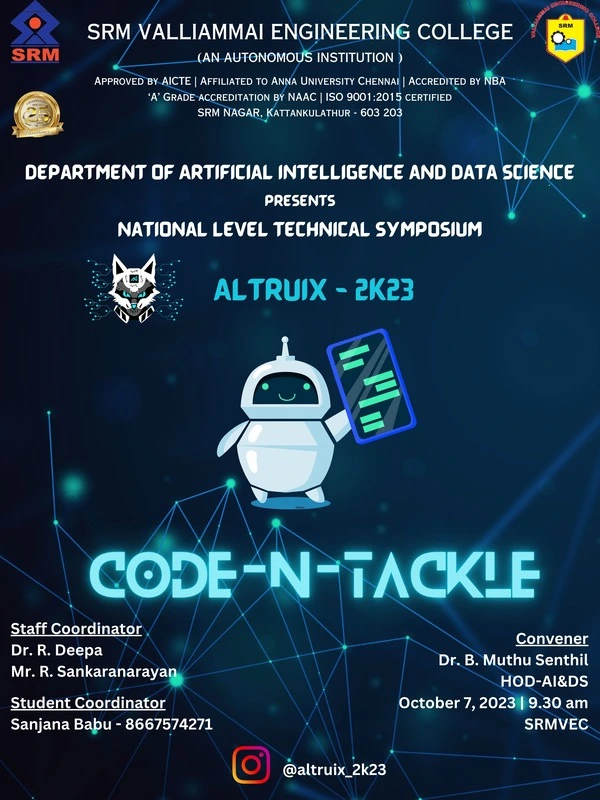 SRM VALLIAMMAI ENGINEERING COLLEGE
(AN AUTONOMOUS INSTITUTION )
APPROVED BY AICTE | AFFILIATED TO ANNA UNIVERSITY CHENNAI | ACCREDITED BY NBA
‘A’ GRADE ACCREDITATION BY NAAC | ISO 9001:2015 CERTIFIED
SRM NAGAR, KATTANKULATHUR - 603 203
SRM
SRM
DEPARTMENT OF ARTIFICIAL INTELLIGENCE AND DATA SCIENCE
PRESENTS
NATIONAL LEVEL TECHNICAL SYMPOSIUM
ALTRUIX - 2K23
CODE-N-TACKLE
Staff Coordinator
Dr. R. Deepa
Mr. R. Sankaranarayan
Student Coordinator
Sanjana Babu - 8667574271
Convener
Dr. B. Muthu Senthil
HOD-AI&DS
October 7, 2023 | 9.30 am
SRMVEC
@altruix_2k23